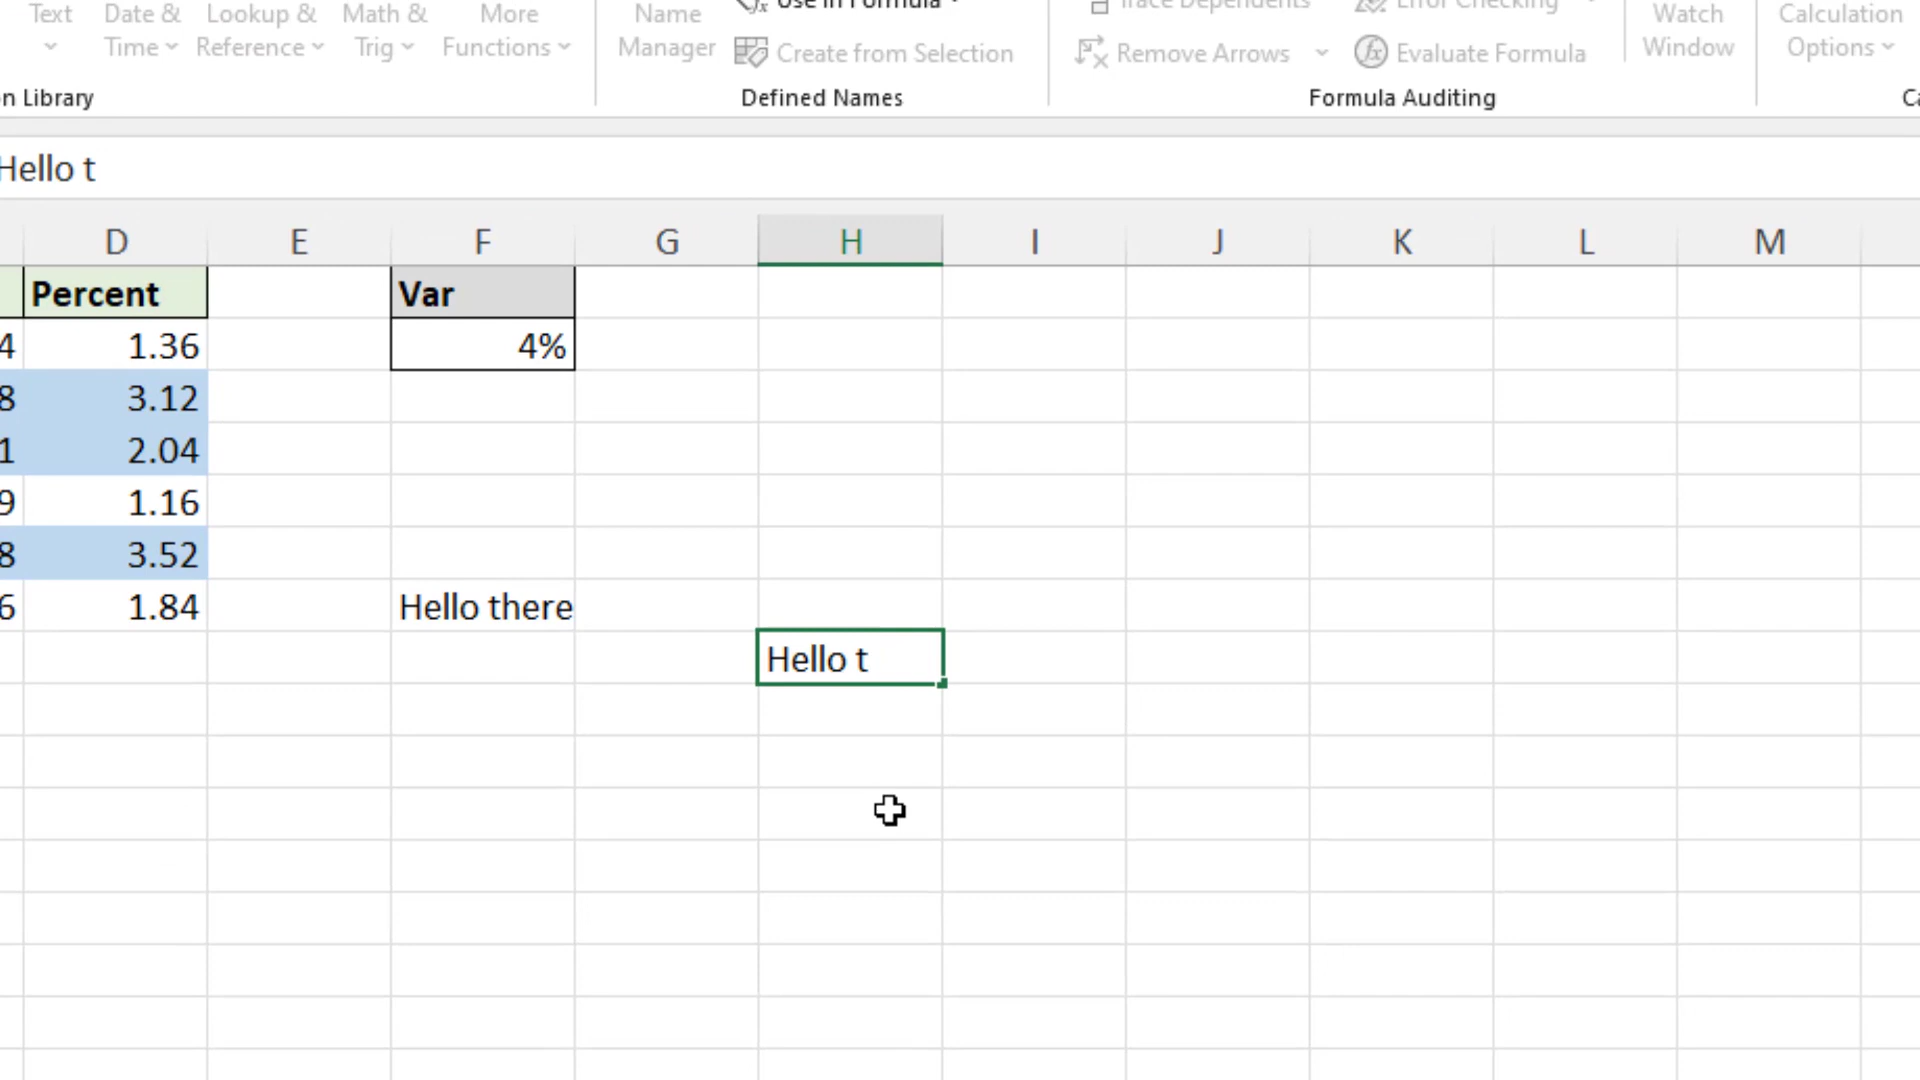 Text Date & Lookup & Math & More Name Use in Formula Trace Dependents Error Checking Watch Calculation
Time Reference Trig Functions Manager Create from Selection Remove Arrows Evaluate Formula Window Options
n Library Defined Names Formula Auditing Ca
Hello t
D E F G H I J K L M
Percent Var
4 1.36 4%
8 3.12
1 2.04
9 1.16
8 3.52
6 1.84 Hello there
Hello t